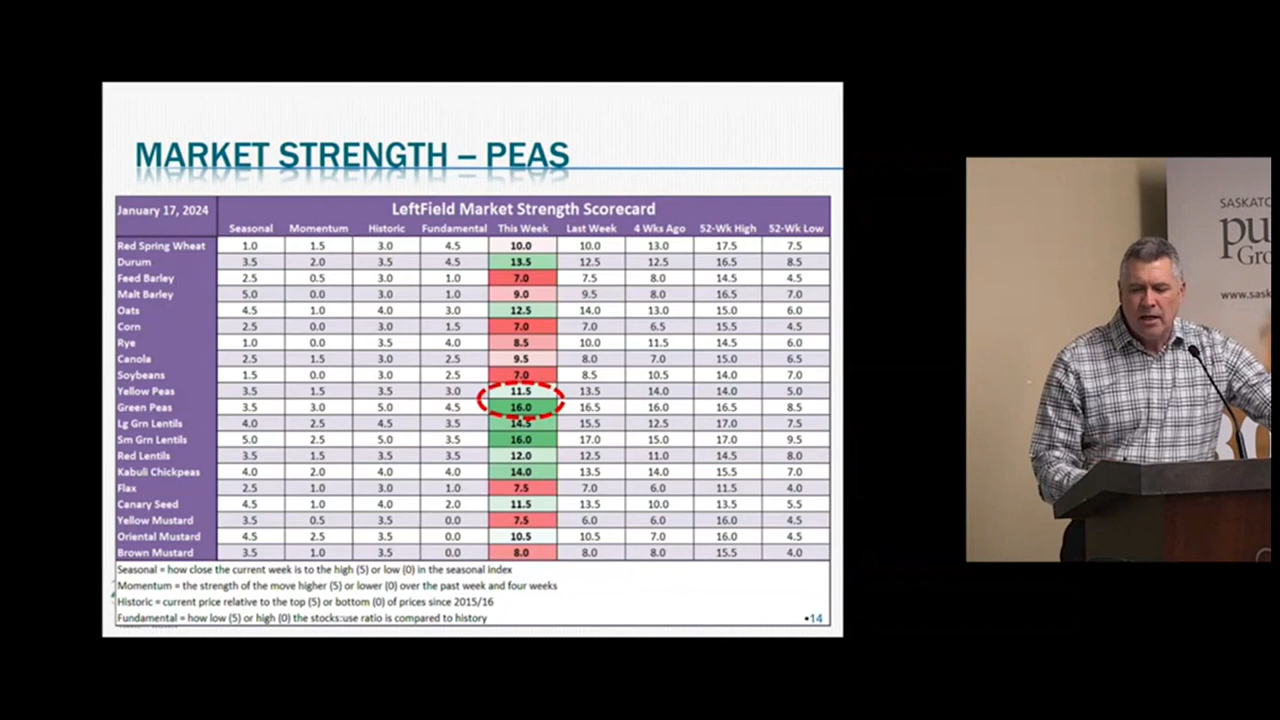 MARKET STRENGTH – PEAS
January 17, 2024 LeftField Market Strength Scorecard
Seasonal Momentum Historic Fundamental This Week Last Week 4 Wks Ago 52-Wk High 52-Wk Low
Red Spring Wheat 1.0 1.5 3.0 4.5 10.0 10.0 13.0 17.5 7.5
Durum 3.5 2.0 3.5 4.5 13.5 12.5 12.5 16.5 8.5
Feed Barley 2.5 0.5 3.0 1.0 7.0 7.5 8.0 14.5 4.5
Malt Barley 5.0 0.0 3.0 1.0 9.0 9.5 8.0 16.5 7.0
Oats 4.5 1.0 4.0 3.0 12.5 14.0 13.0 15.0 6.0
Corn 2.5 0.0 3.0 1.5 7.0 7.0 6.5 15.5 4.5
Rye 1.0 0.0 3.5 4.0 8.5 10.0 11.5 14.5 6.0
Canola 2.5 1.5 3.0 2.5 9.5 8.0 7.0 15.0 6.5
Soybeans 1.5 0.0 3.0 2.5 7.0 8.5 10.5 14.0 7.0
Yellow Peas 3.5 1.5 3.5 3.0 11.5 13.5 14.0 14.0 5.0
Green Peas 3.5 3.0 5.0 4.5 16.0 16.5 16.0 16.5 8.5
Lg Grn Lentils 4.0 2.5 4.5 3.5 14.5 15.5 12.5 17.0 7.5
Sm Grn Lentils 5.0 2.5 5.0 3.5 16.0 17.0 15.0 17.0 9.5
Red Lentils 3.5 1.5 3.5 3.5 12.0 12.5 11.0 14.5 8.0
Kabuli Chickpeas 4.0 2.0 4.0 4.0 14.0 13.5 14.0 15.5 7.0
Flax 2.5 1.0 3.0 1.0 7.5 7.0 6.0 11.5 4.0
Canary Seed 4.5 1.0 4.0 2.0 11.5 13.5 10.0 13.5 5.5
Yellow Mustard 3.5 0.5 3.5 0.0 7.5 6.0 6.0 16.0 4.5
Oriental Mustard 4.5 2.5 3.5 0.0 10.5 10.5 7.0 16.0 4.5
Brown Mustard 3.5 1.0 3.5 0.0 8.0 8.0 8.0 15.5 4.0
Seasonal = how close the current week is to the high (5) or low (0) in the seasonal index
Momentum = the strength of the move higher (5) or lower (0) over the past week and four weeks
Historic = current price relative to the top (5) or bottom (0) of prices since 2015/16
Fundamental = how low (5) or high (0) the stocks:use ratio is compared to history
•14
SASKATC
pu
Gro
www.sask